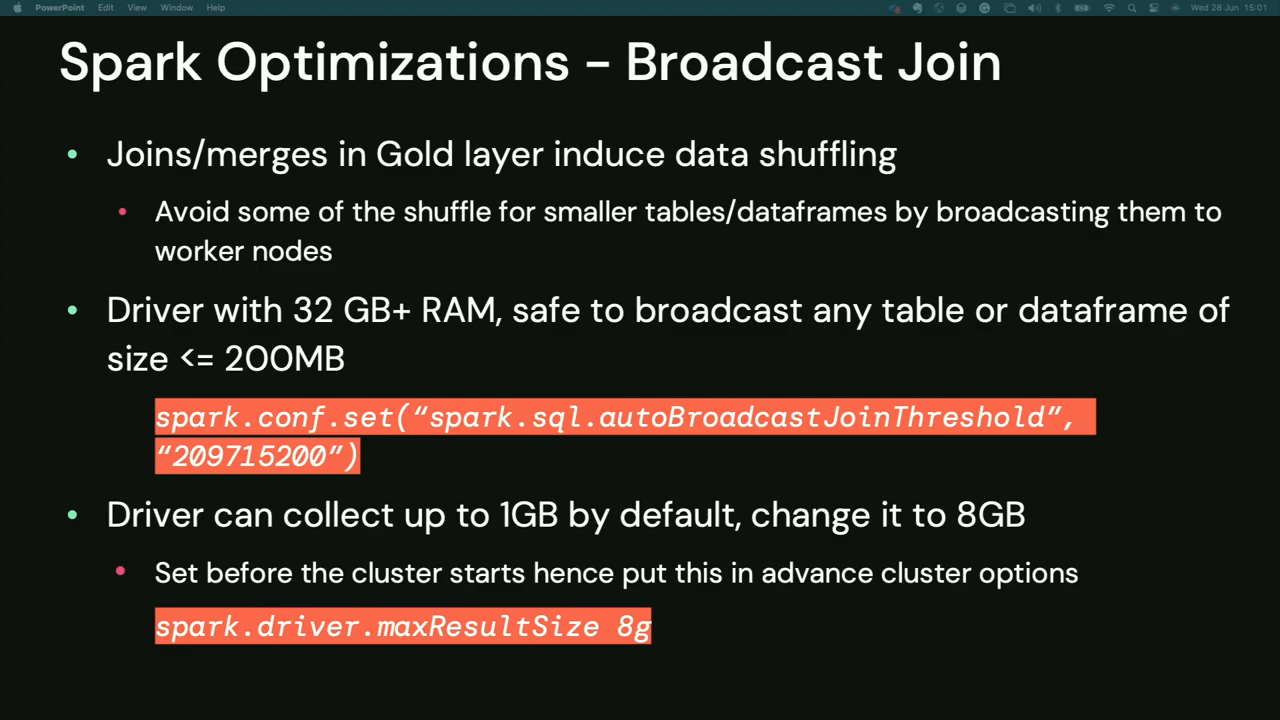 PowerPoint File Edit View Window Help Wed 28 Jun 15:01
Spark Optimizations – Broadcast Join
• Joins/merges in Gold layer induce data shuffling
• Avoid some of the shuffle for smaller tables/dataframes by broadcasting them to
worker nodes
• Driver with 32 GB+ RAM, safe to broadcast any table or dataframe of
size <= 200MB
spark.conf.set(“spark.sql.autoBroadcastJoinThreshold”,
“209715200”)
• Driver can collect up to 1GB by default, change it to 8GB
• Set before the cluster starts hence put this in advance cluster options
spark.driver.maxResultSize 8g